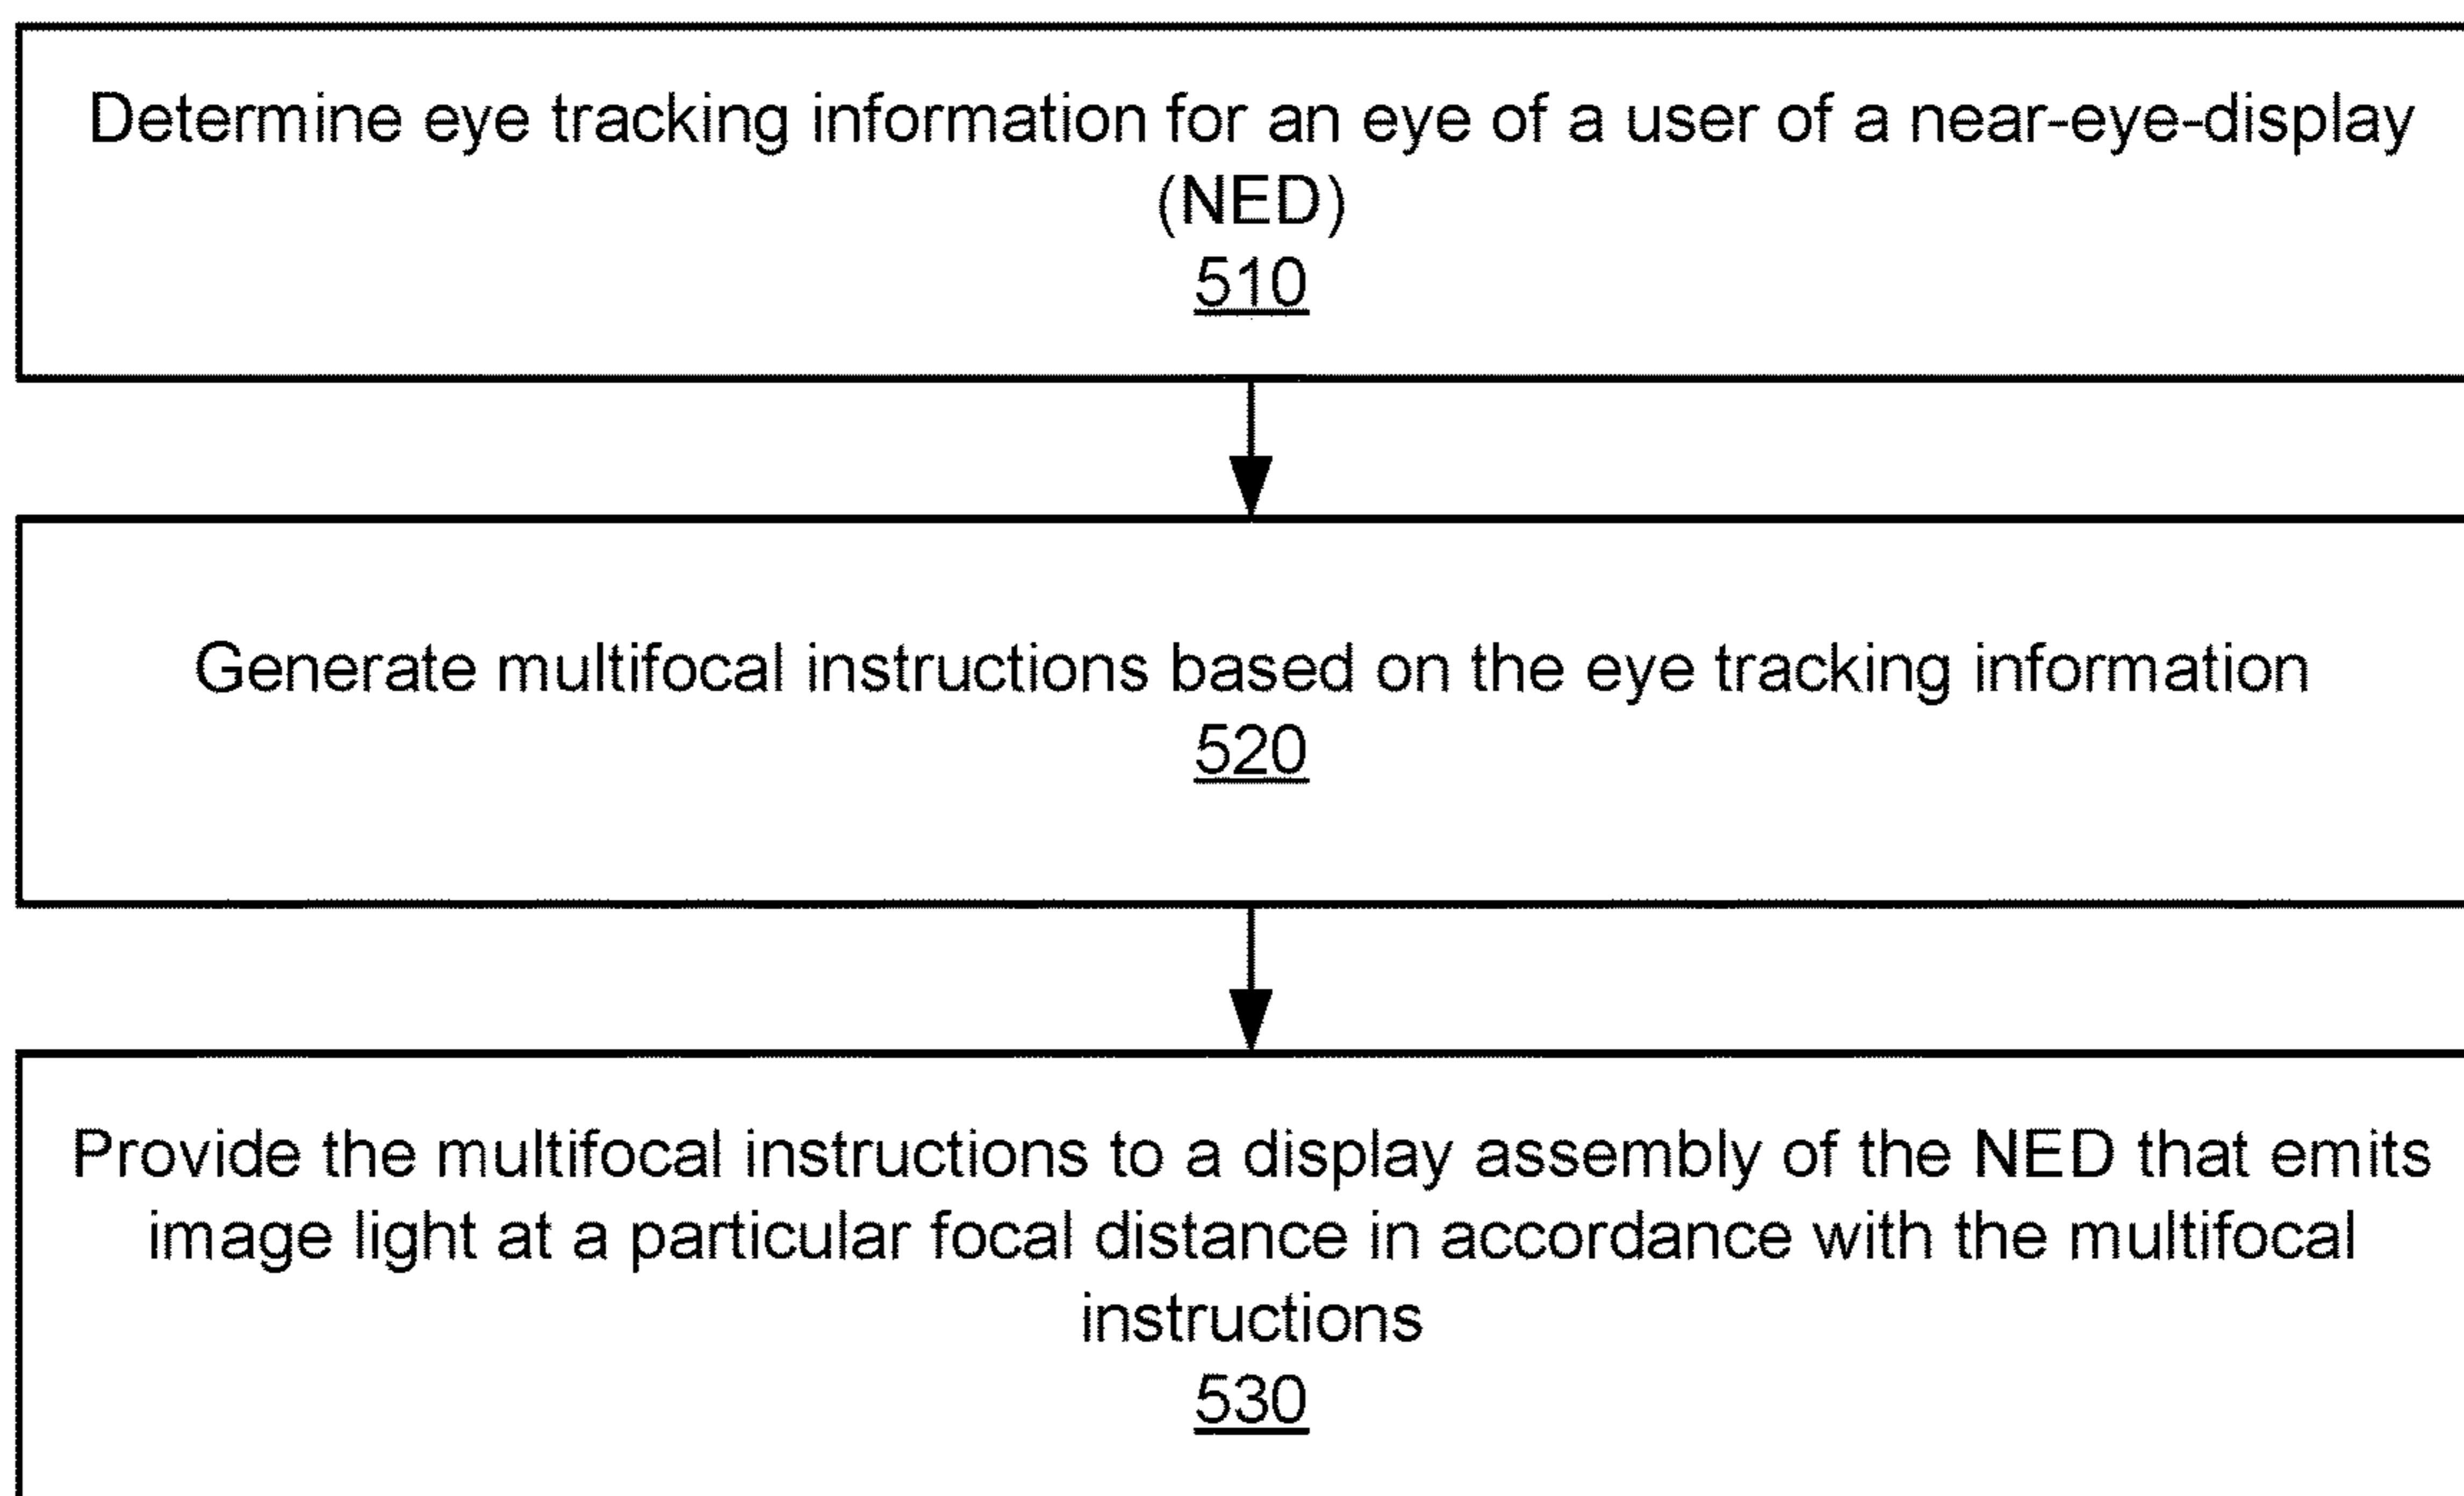 Determine eye tracking information for an eye of a user of a near-eye-display
(NED)
510
Generate multifocal instructions based on the eye tracking information
520
Provide the multifocal instructions to a display assembly of the NED that emits
image light at a particular focal distance in accordance with the multifocal
instructions
530